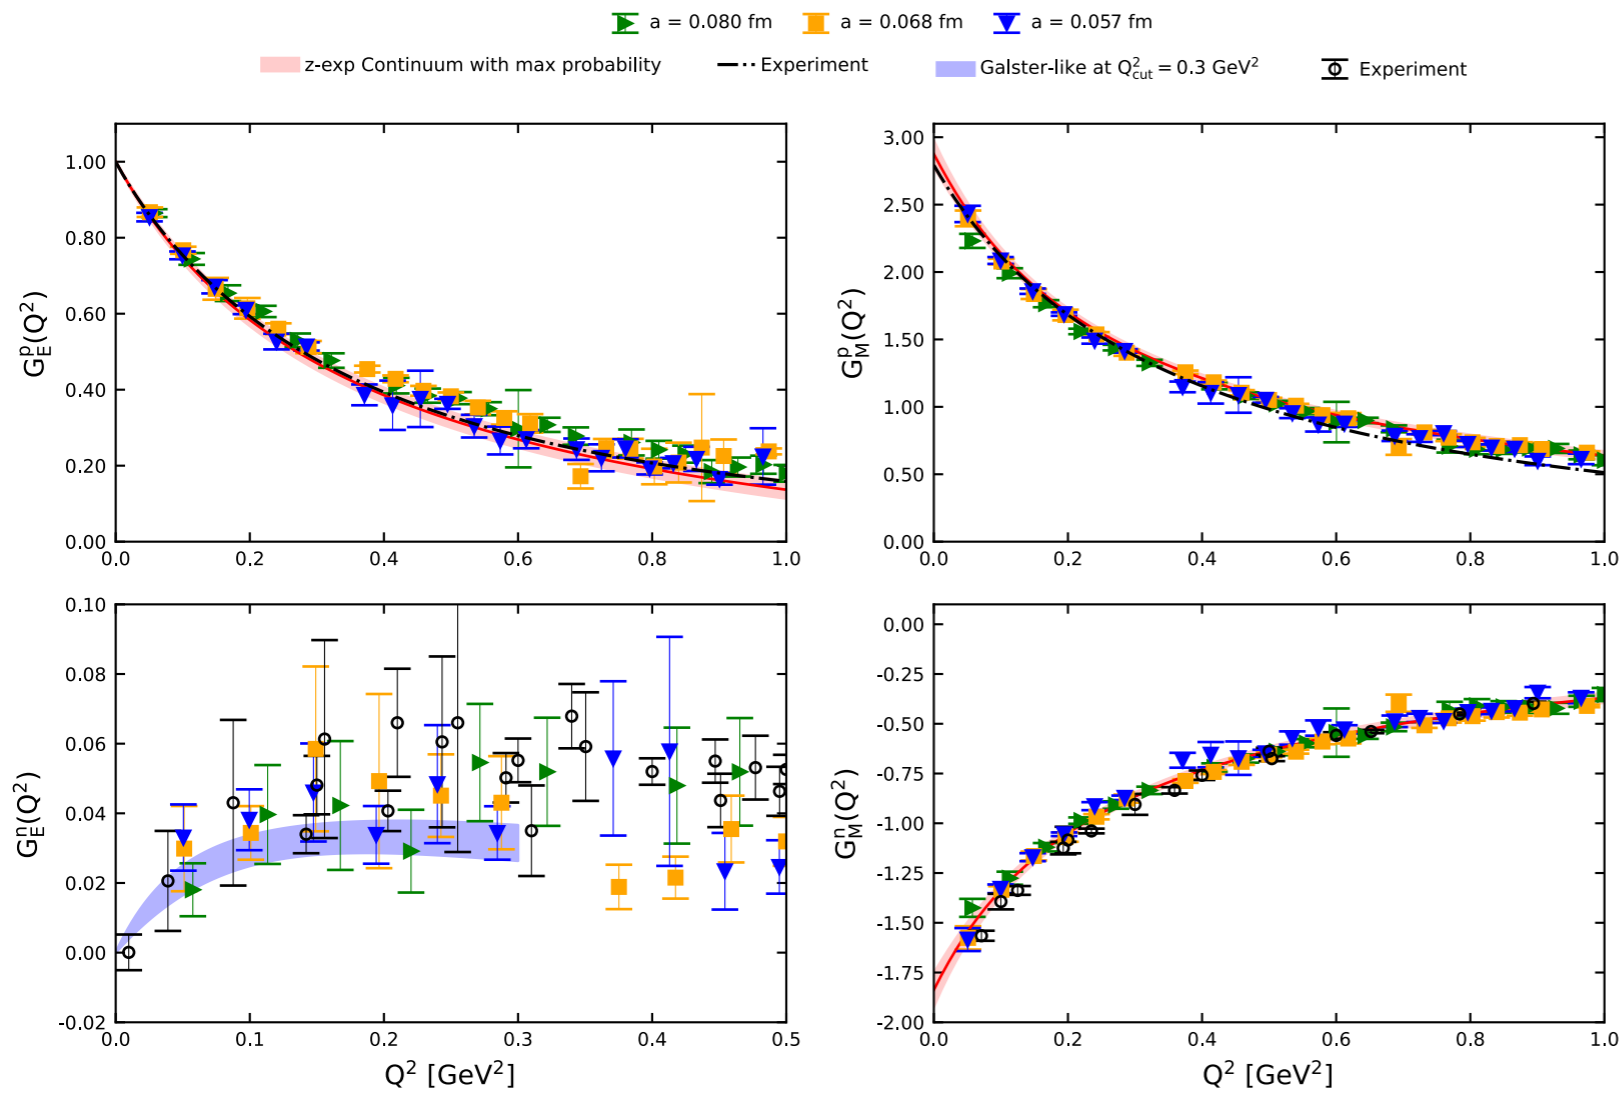 a = 0.080 fm a = 0.068 fm a = 0.057 fm
z-exp Continuum with max probability Experiment Galster-like at Q²cut = 0.3 GeV² Experiment
1.00
0.80
0.60
0.40
0.20
0.00
G_E^p(Q²)
0.0 0.2 0.4 0.6 0.8 1.0
3.00
2.50
2.00
1.50
1.00
0.50
0.00
G_M^p(Q²)
0.0 0.2 0.4 0.6 0.8 1.0
0.10
0.08
0.06
0.04
0.02
0.00
-0.02
G_E^n(Q²)
0.0 0.1 0.2 0.3 0.4 0.5
Q² [GeV²]
0.00
-0.25
-0.50
-0.75
-1.00
-1.25
-1.50
-1.75
-2.00
G_M^n(Q²)
0.0 0.2 0.4 0.6 0.8 1.0
Q² [GeV²]